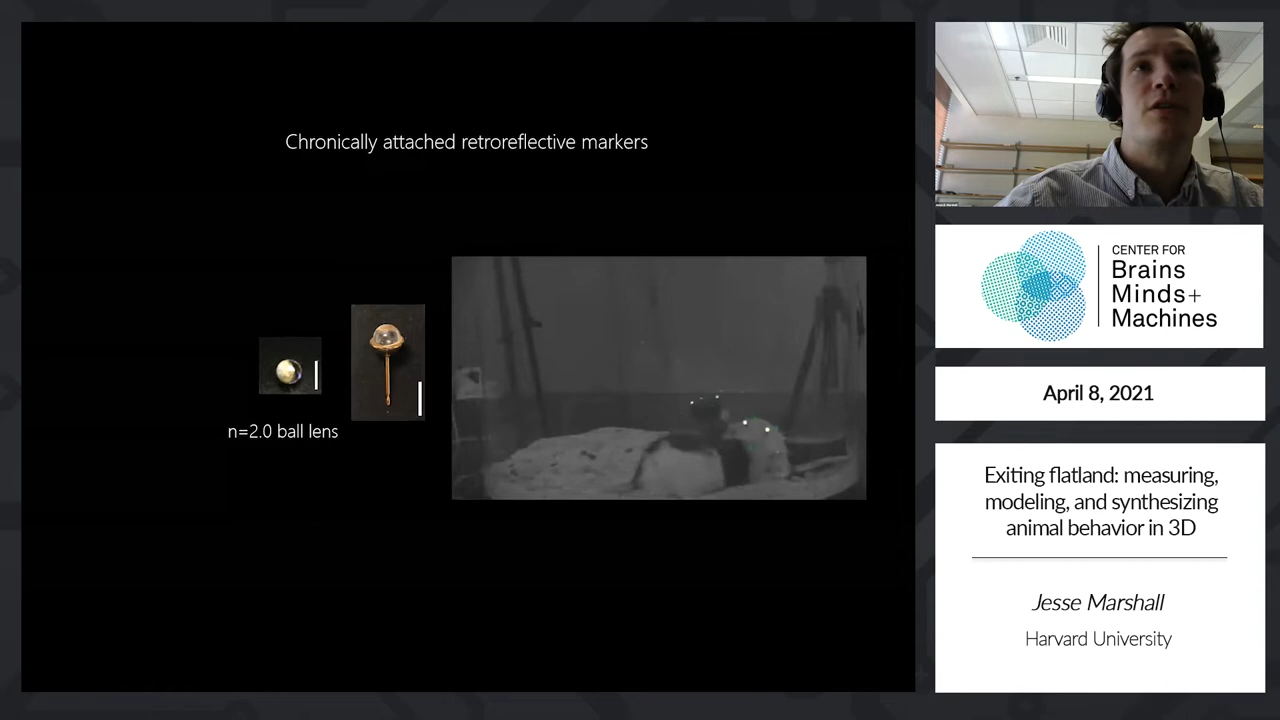 Chronically attached retroreflective markers
n=2.0 ball lens
CENTER FOR
Brains
Minds+
Machines
April 8, 2021
Exiting flatland: measuring,
modeling, and synthesizing
animal behavior in 3D
Jesse Marshall
Harvard University